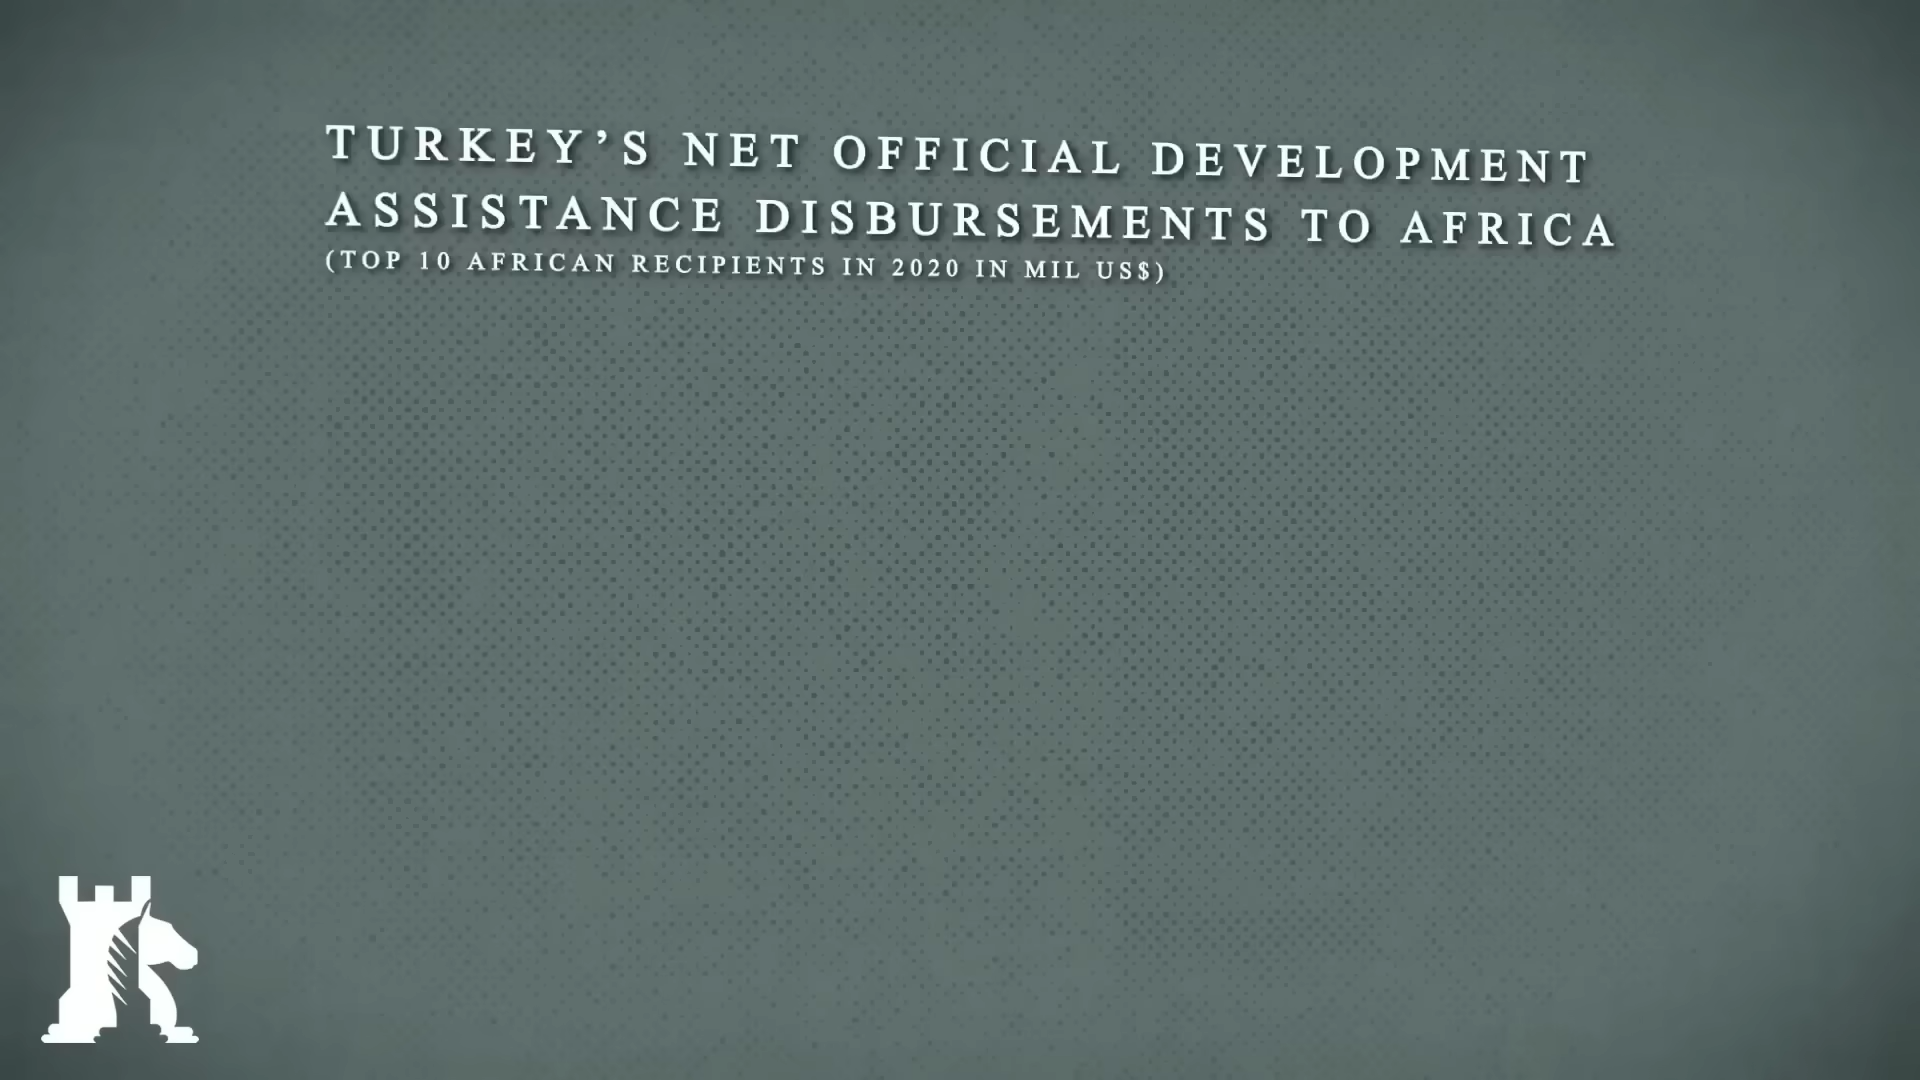 TURKEY’S NET OFFICIAL DEVELOPMENT
ASSISTANCE DISBURSEMENTS TO AFRICA
(TOP 10 AFRICAN RECIPIENTS IN 2020 IN MIL US$)